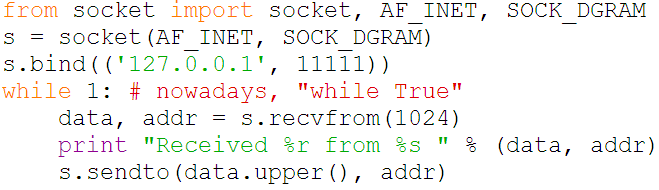 from socket import socket, AF_INET, SOCK_DGRAM
s = socket(AF_INET, SOCK_DGRAM)
s.bind(('127.0.0.1', 11111))
while 1: # nowadays, "while True"
    data, addr = s.recvfrom(1024)
    print "Received %r from %s " % (data, addr)
    s.sendto(data.upper(), addr)